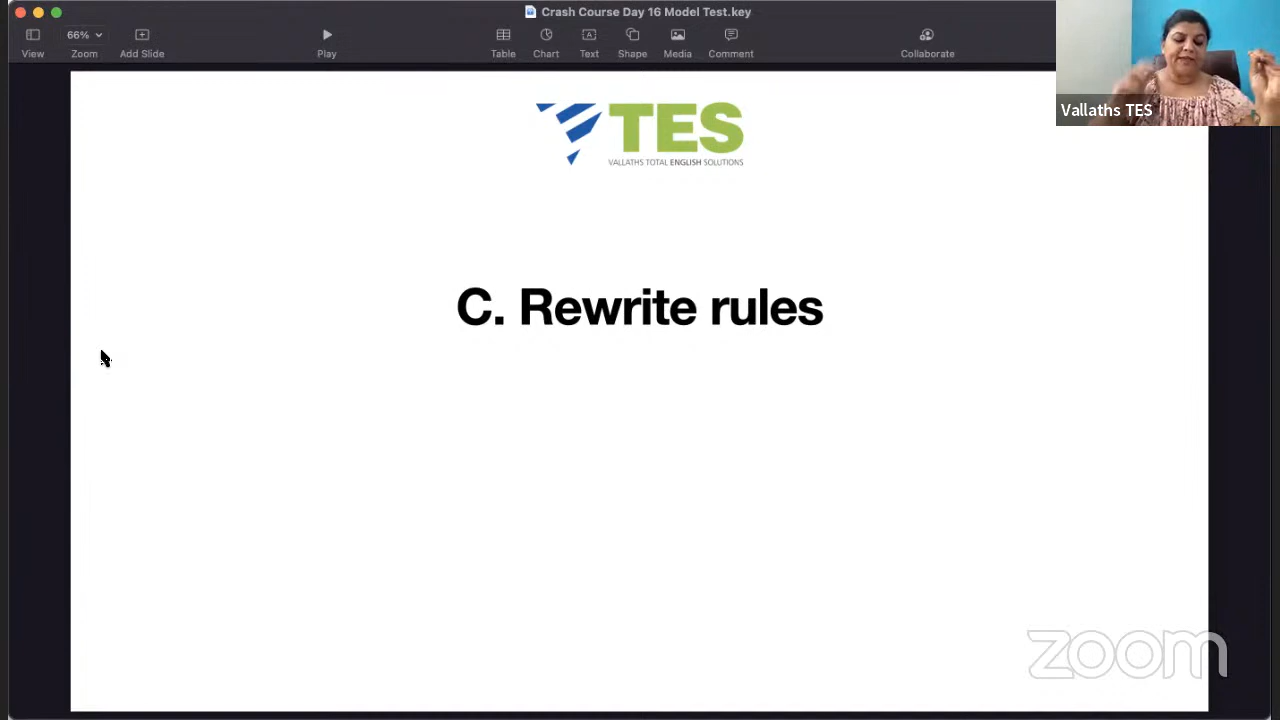 Crash Course Day 16 Model Test.key
66%
View
Zoom
Add Slide
Play
Table
Chart
Text
Shape
Media
Comment
Collaborate
Vallaths TES
TES
VALLATHS TOTAL ENGLISH SOLUTIONS
C. Rewrite rules
zoom